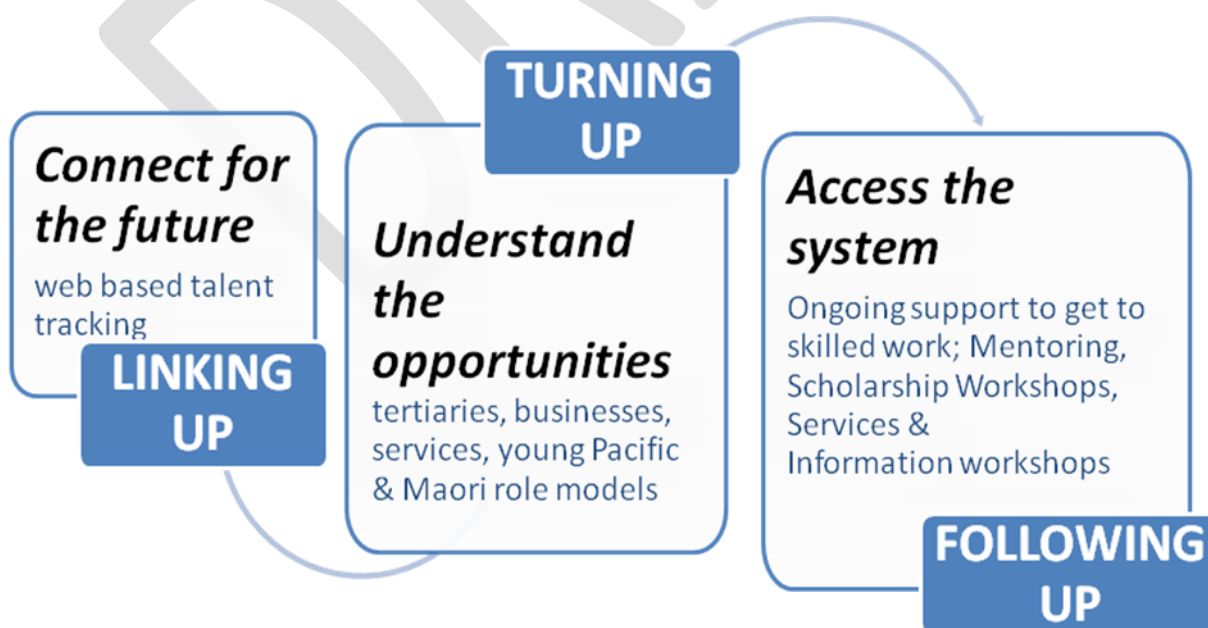 Connect for
the future
web based talent
tracking
LINKING
UP
TURNING
UP
Understand
the
opportunities
tertiaries, businesses,
services, young Pacific
& Maori role models
Access the
system
Ongoing support to get to
skilled work; Mentoring,
Scholarship Workshops,
Services &
Information workshops
FOLLOWING
UP